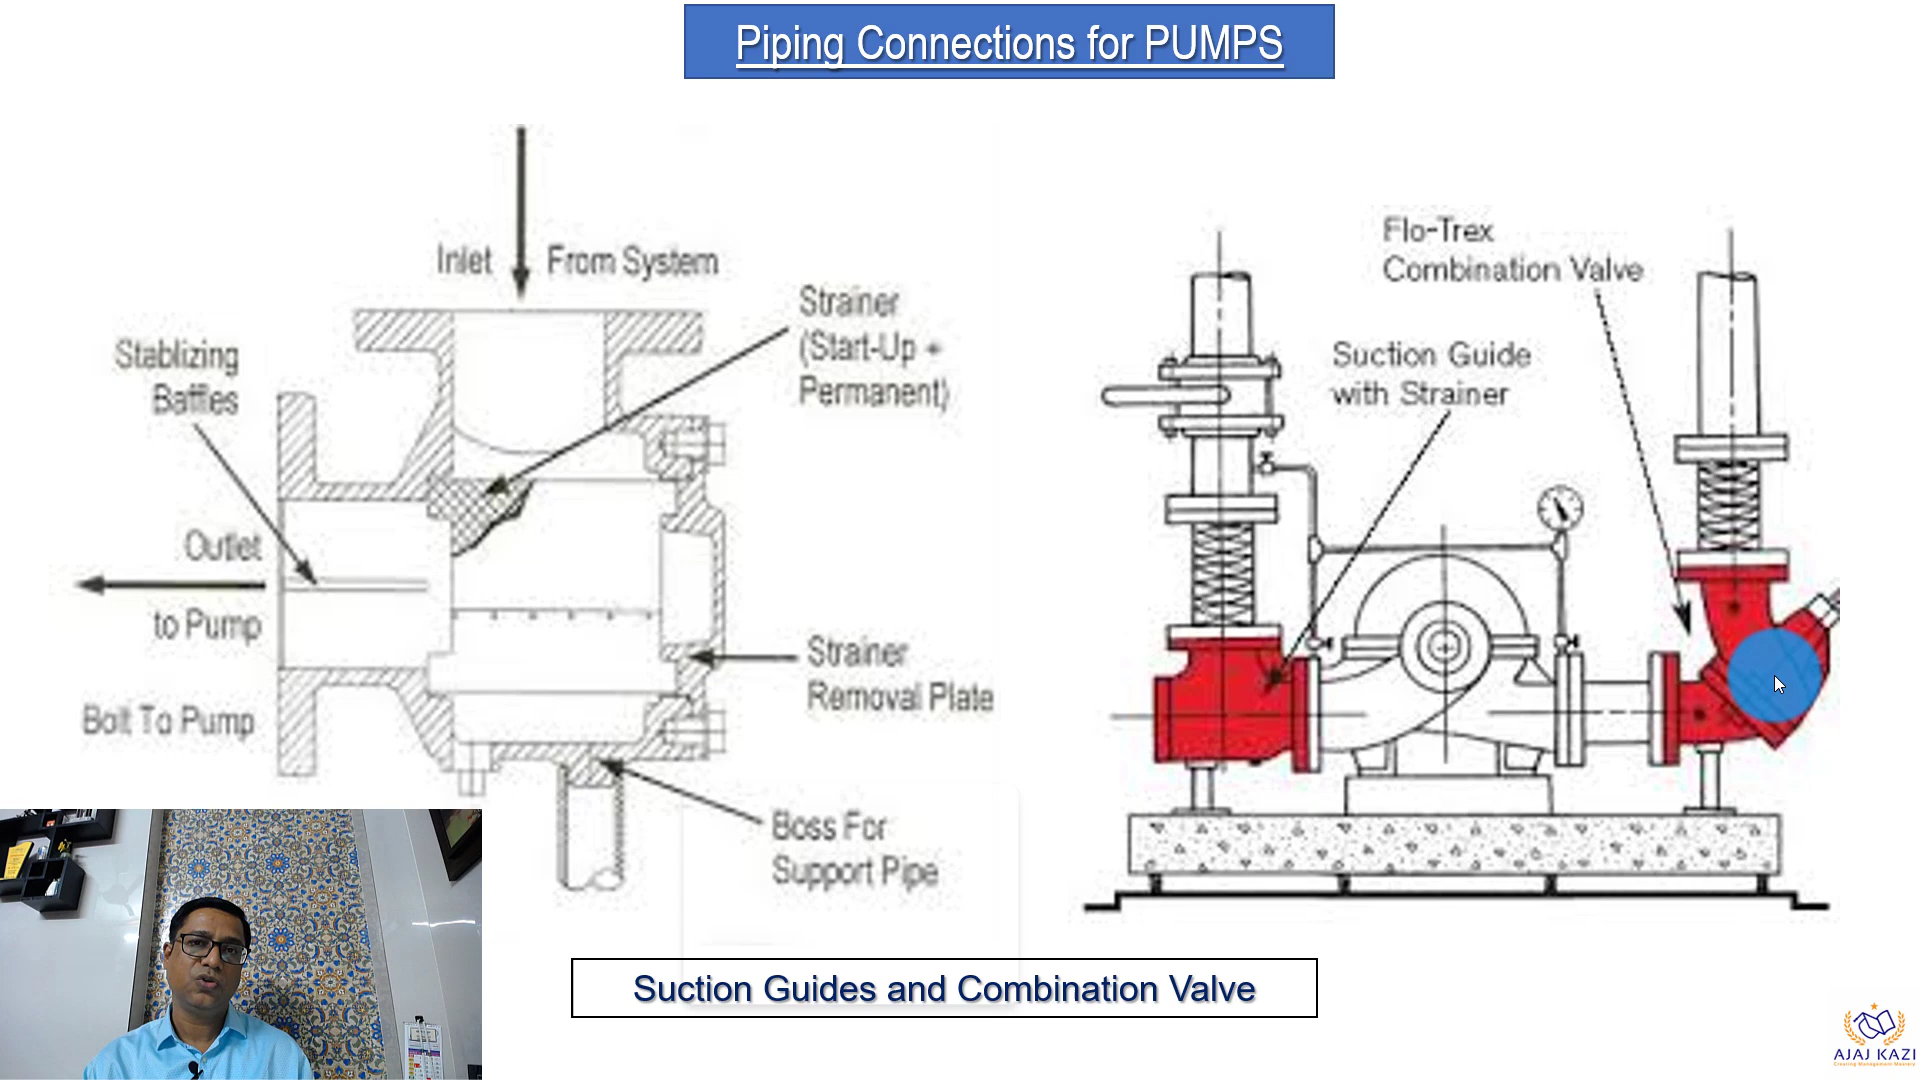 Piping Connections for PUMPS
Inlet
From System
Strainer
(Start-Up +
Permanent)
Stablizing
Baffles
Outlet
to Pump
Bolt To Pump
Strainer
Removal Plate
Boss For
Support Pipe
Flo-Trex
Combination Valve
Suction Guide
with Strainer
Suction Guides and Combination Valve
AJAJ KAZI